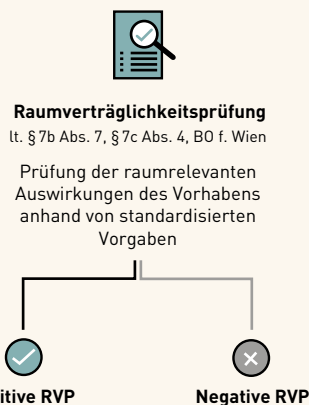 Raumverträglichkeitsprüfung
lt. § 7b Abs. 7, § 7c Abs. 4, BO f. Wien
Prüfung der raumrelevanten
Auswirkungen des Vorhabens
anhand von standardisierten
Vorgaben
itive RVP
Negative RVP